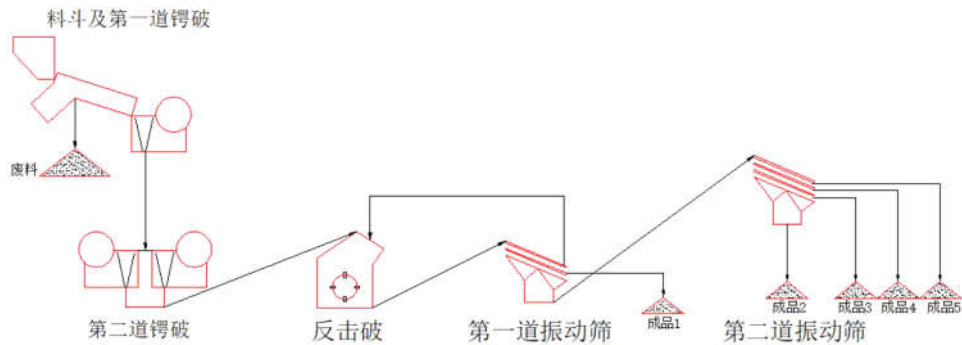 料斗及第一道锷破
废料
第二道锷破
反击破
第一道振动筛
成品1
第二道振动筛
成品2
成品3
成品4
成品5